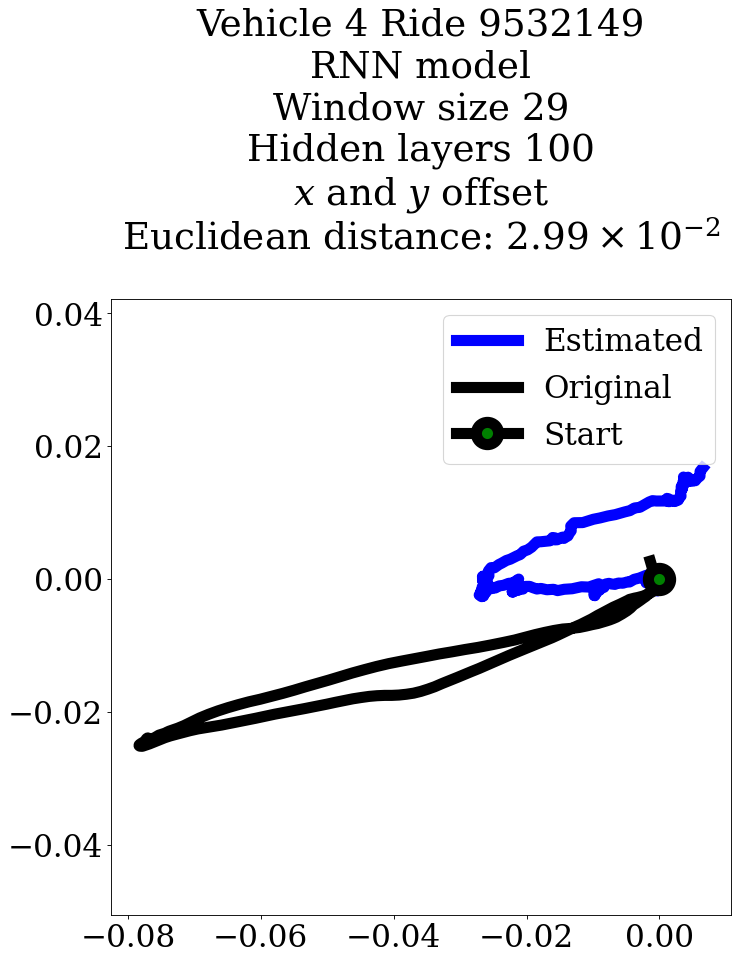 Vehicle 4 Ride 9532149
RNN model
Window size 29
Hidden layers 100
x and y offset
Euclidean distance: 2.99 × 10⁻²
0.04
0.02
0.00
−0.02
−0.04
Estimated
Original
Start
−0.08 −0.06 −0.04 −0.02 0.00